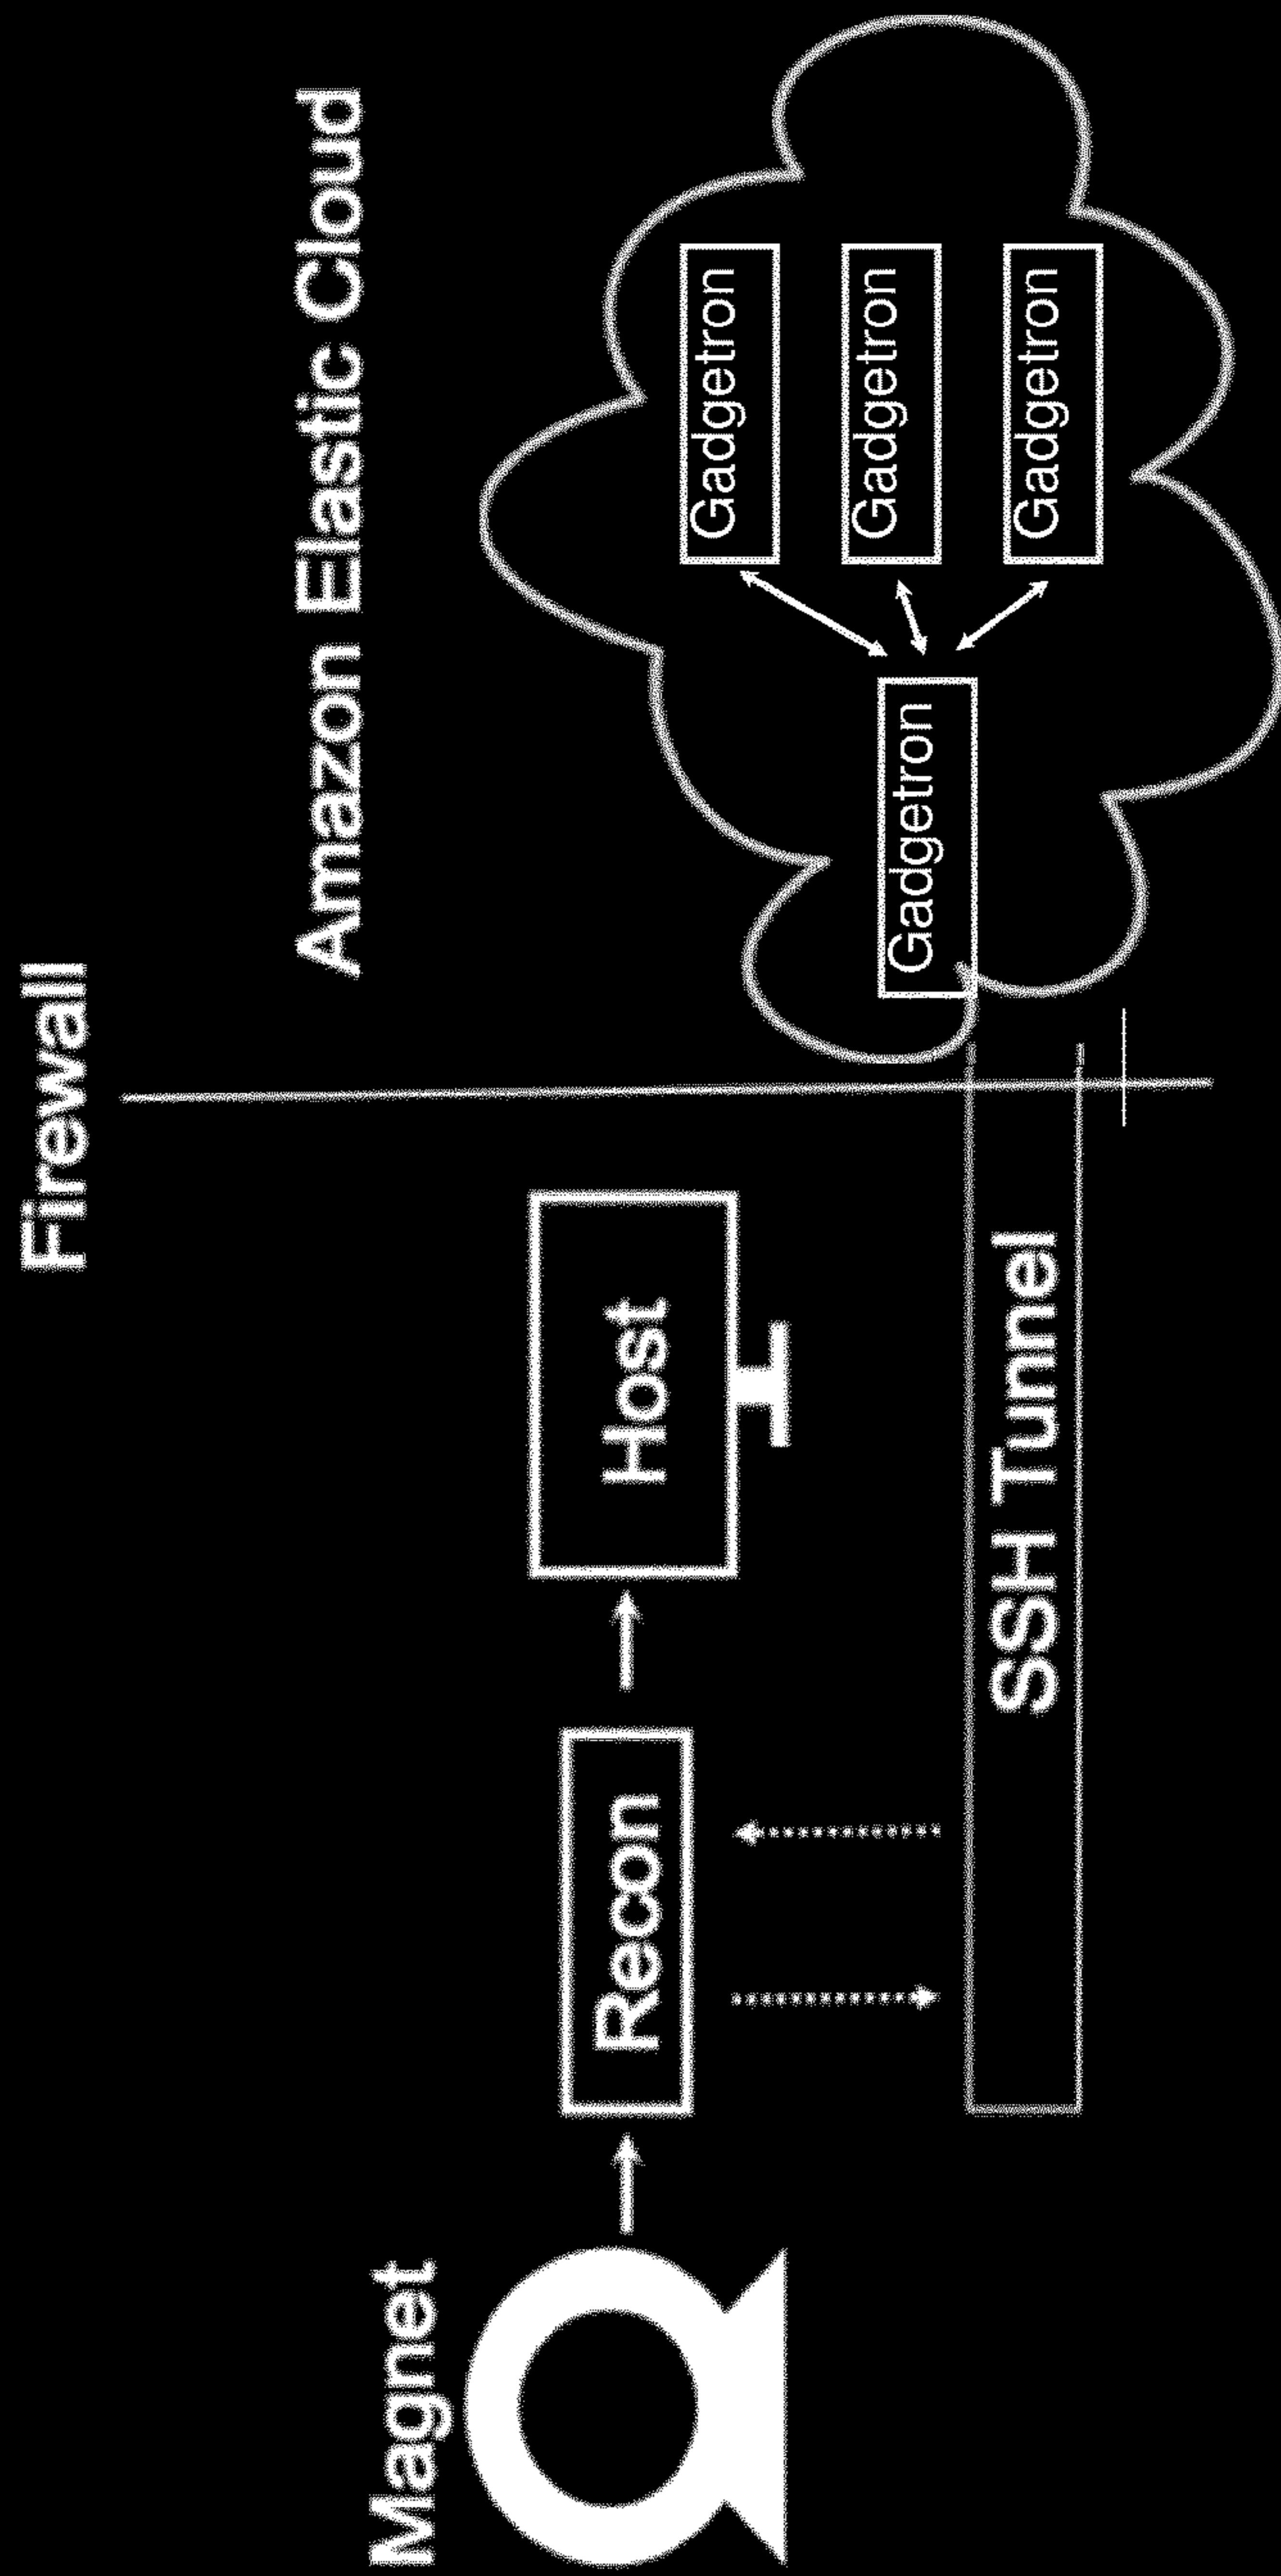 Firewall
Amazon Elastic Cloud
Magnet
Recon
Host
SSH Tunnel
Gadgetron
Gadgetron
Gadgetron
Gadgetron